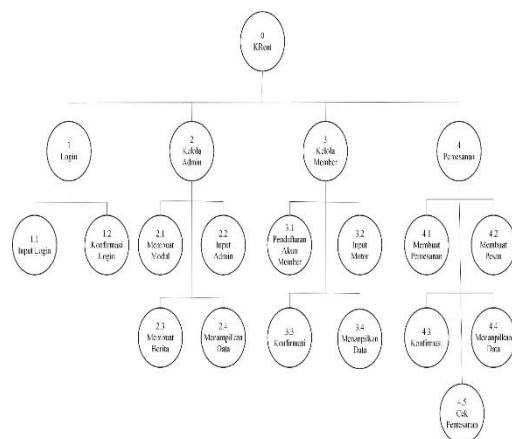 0
KRent
1
Login
2
Kelola
Admin
3
Kelola
Member
4
Pemesanan
1.1
Input Login
1.2
Konfirmasi
Login
2.1
Membuat
Modul
2.2
Input
Admin
3.1
Pendaftaran
Akun
Member
3.2
Input
Motor
4.1
Membuat
Pemesanan
4.2
Membuat
Pesan
2.3
Membuat
Berita
2.4
Menampilkan
Data
3.3
Konfirmasi
3.4
Menampilkan
Data
4.3
Konfirmasi
4.4
Menampilkan
Data
4.5
Cek
Pemesanan